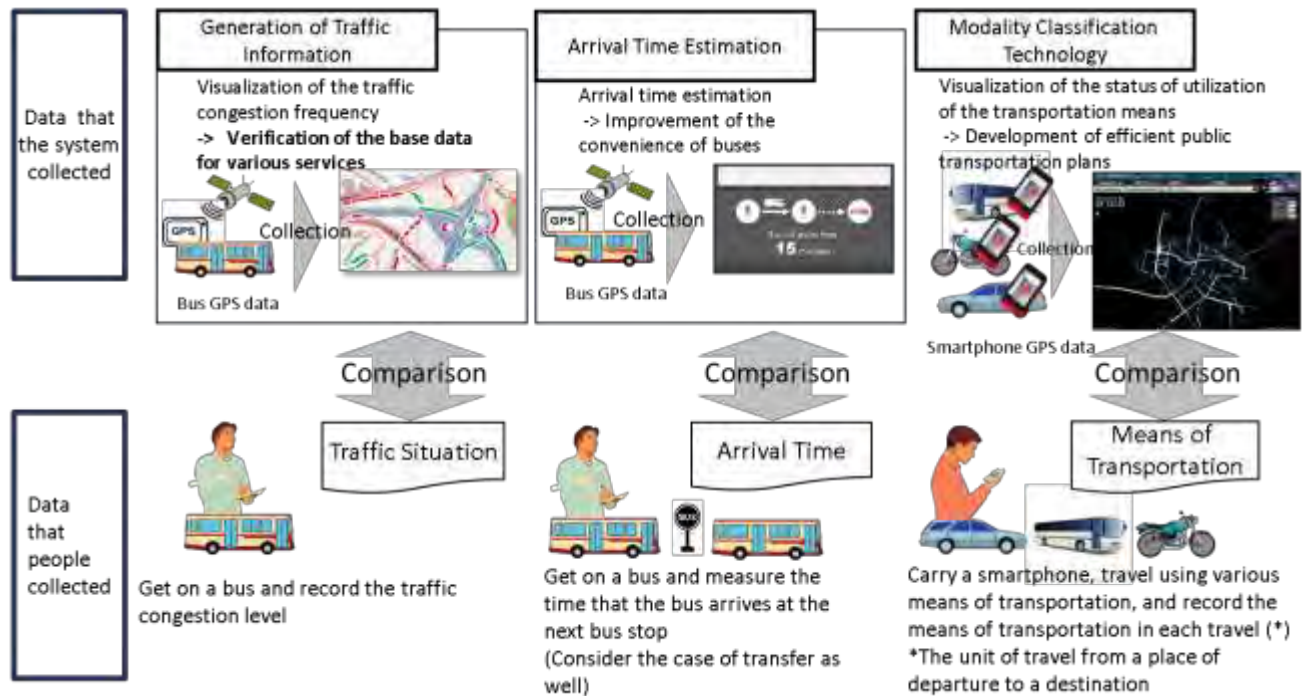 Data that
the system
collected
Generation of Traffic
Information
Visualization of the traffic
congestion frequency
-> Verification of the base data
for various services
GPS
Collection
Bus GPS data
Arrival Time Estimation
Arrival time estimation
-> Improvement of the
convenience of buses
GPS
Collection
15
Bus GPS data
Modality Classification
Technology
Visualization of the status of utilization
of the transportation means
-> Development of efficient public
transportation plans
Collection
Smartphone GPS data
Comparison
Comparison
Comparison
Data
that
people
collected
Traffic Situation
Get on a bus and record the traffic
congestion level
Arrival Time
BUS
Get on a bus and measure the
time that the bus arrives at the
next bus stop
(Consider the case of transfer as
well)
Means of
Transportation
Carry a smartphone, travel using various
means of transportation, and record the
means of transportation in each travel (*)
*The unit of travel from a place of
departure to a destination